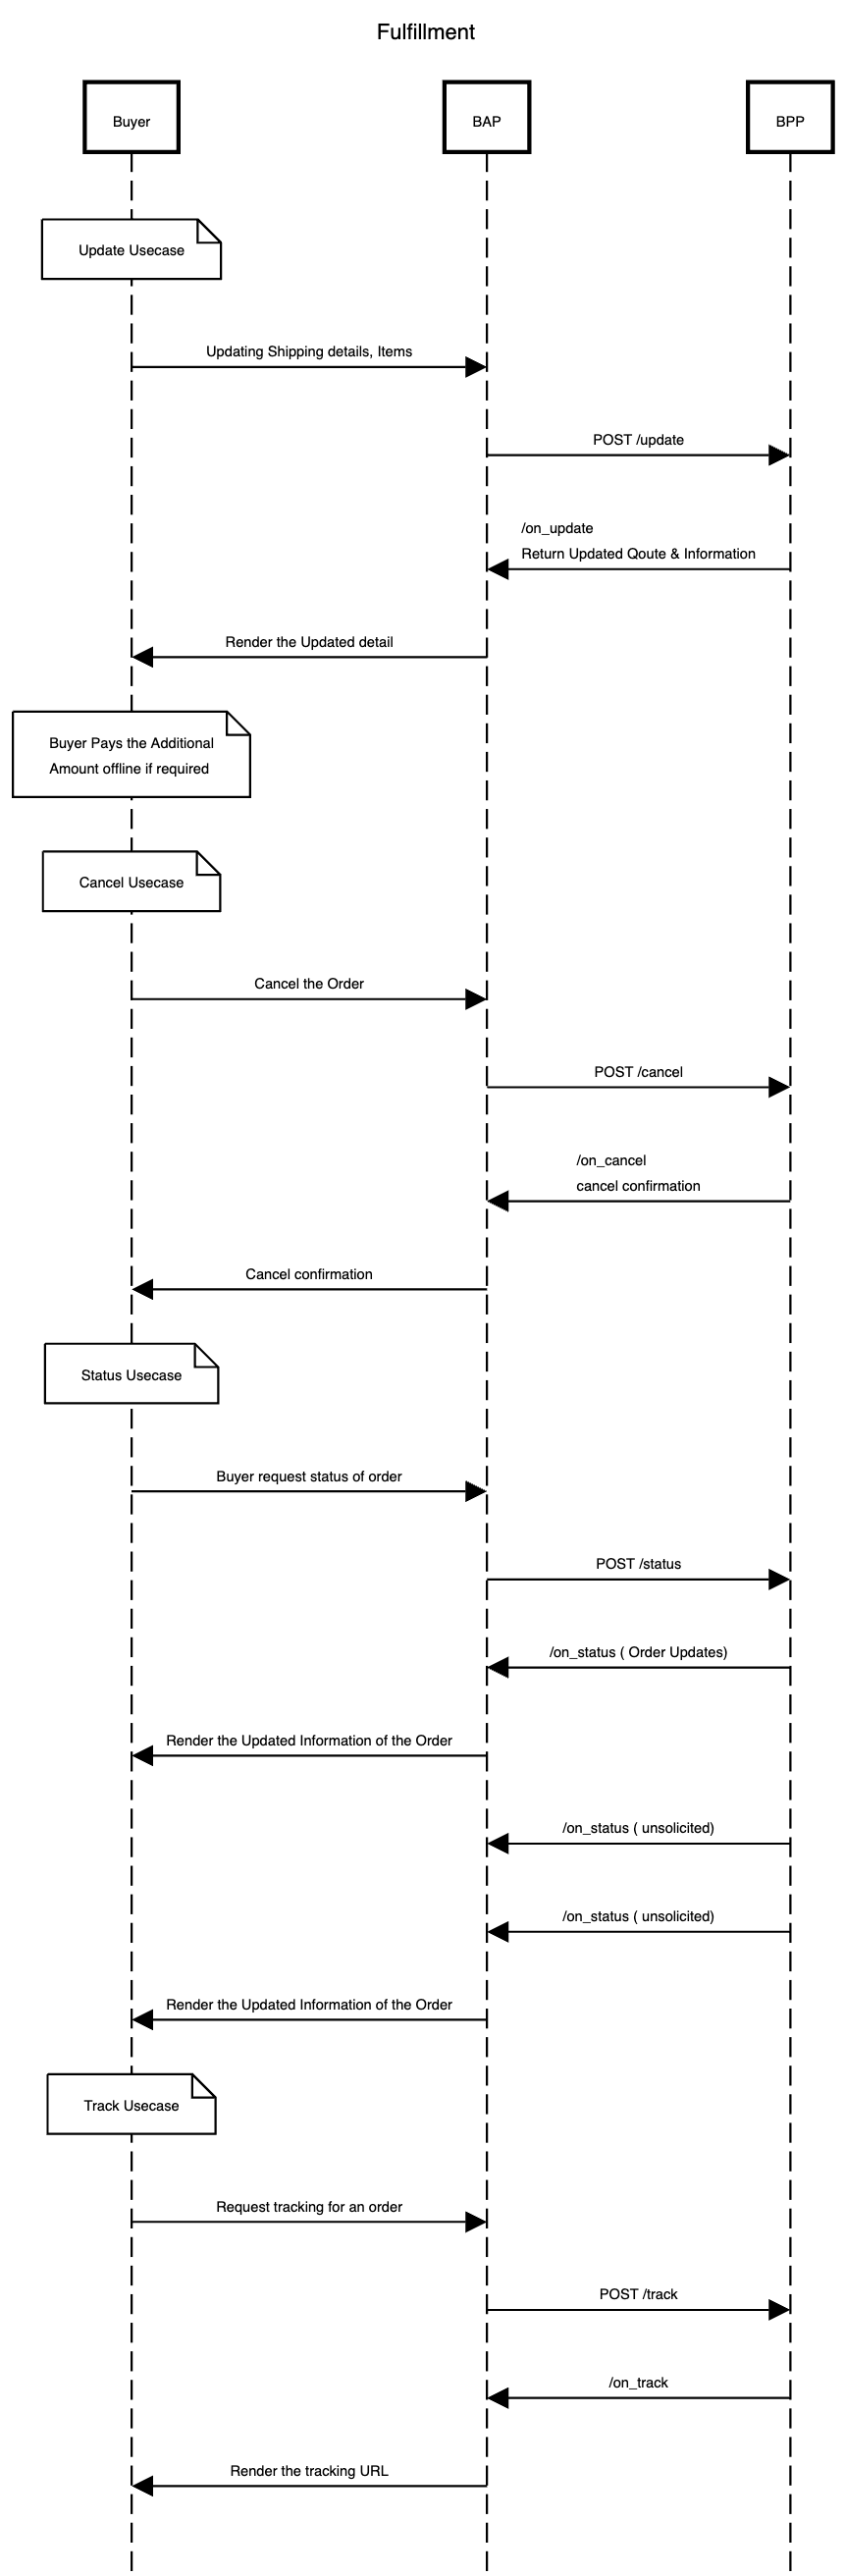 Fulfillment
Buyer
BAP
BPP
Update Usecase
Updating Shipping details, Items
POST /update
/on_update
Return Updated Qoute & Information
Render the Updated detail
Buyer Pays the Additional
Amount offline if required
Cancel Usecase
Cancel the Order
POST /cancel
/on_cancel
cancel confirmation
Cancel confirmation
Status Usecase
Buyer request status of order
POST /status
/on_status ( Order Updates)
Render the Updated Information of the Order
/on_status ( unsolicited)
/on_status ( unsolicited)
Render the Updated Information of the Order
Track Usecase
Request tracking for an order
POST /track
/on_track
Render the tracking URL